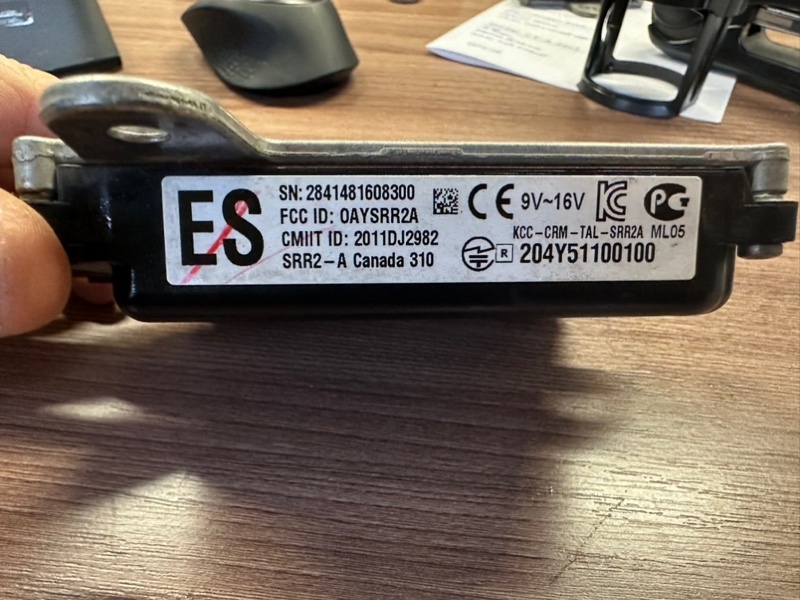 ES
SN: 2841481608300
FCC ID: OAYSRR2A
CMIIT ID: 2011DJ2982
SRR2-A Canada 310
CE 9V~16V
KCC-CRM-TAL-SRR2A ML05
R 204Y51100100